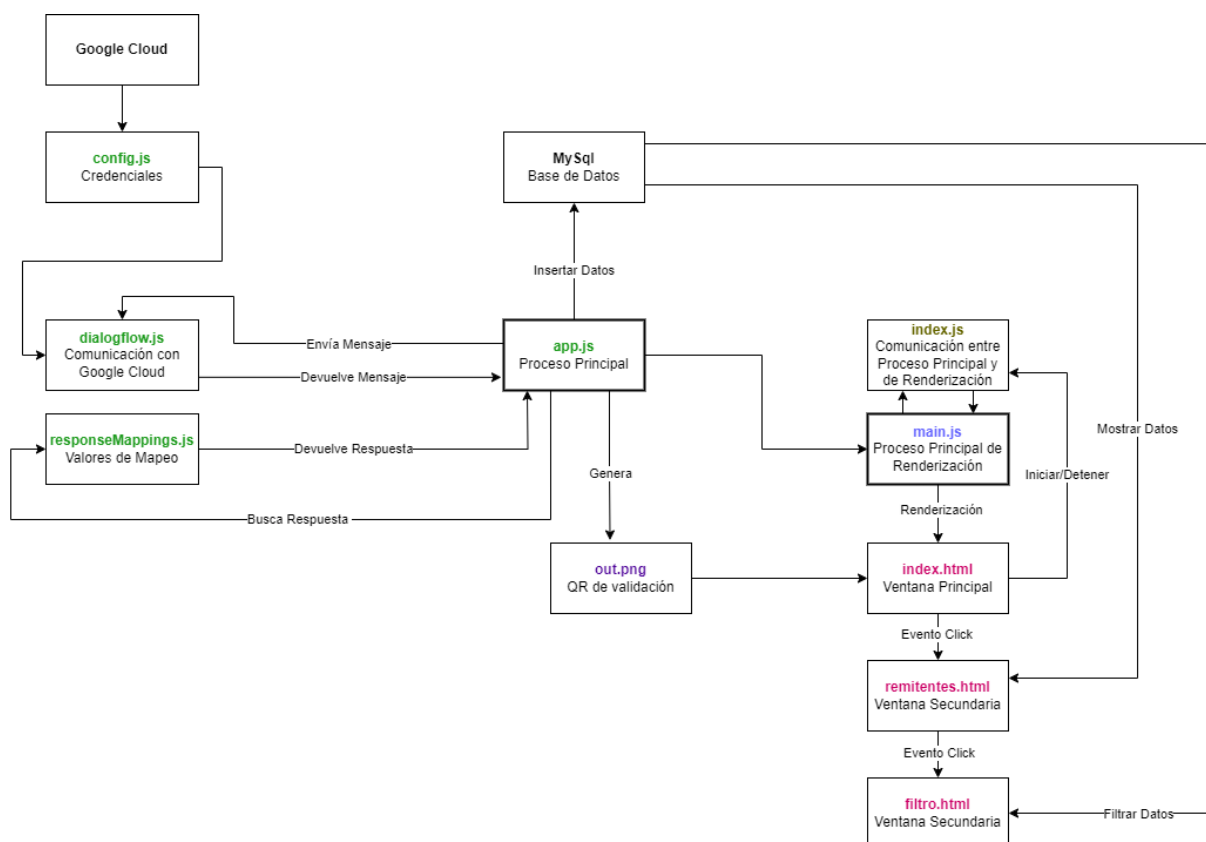 Google Cloud
config.js
Credenciales
MySql
Base de Datos
Insertar Datos
dialogflow.js
Comunicación con
Google Cloud
Envía Mensaje
Devuelve Mensaje
app.js
Proceso Principal
index.js
Comunicación entre
Proceso Principal y
de Renderización
responseMappings.js
Valores de Mapeo
Devuelve Respuesta
main.js
Proceso Principal de
Renderización
Mostrar Datos
Genera
Iniciar/Detener
Busca Respuesta
Renderización
out.png
QR de validación
index.html
Ventana Principal
Evento Click
remitentes.html
Ventana Secundaria
Evento Click
filtro.html
Ventana Secundaria
Filtrar Datos